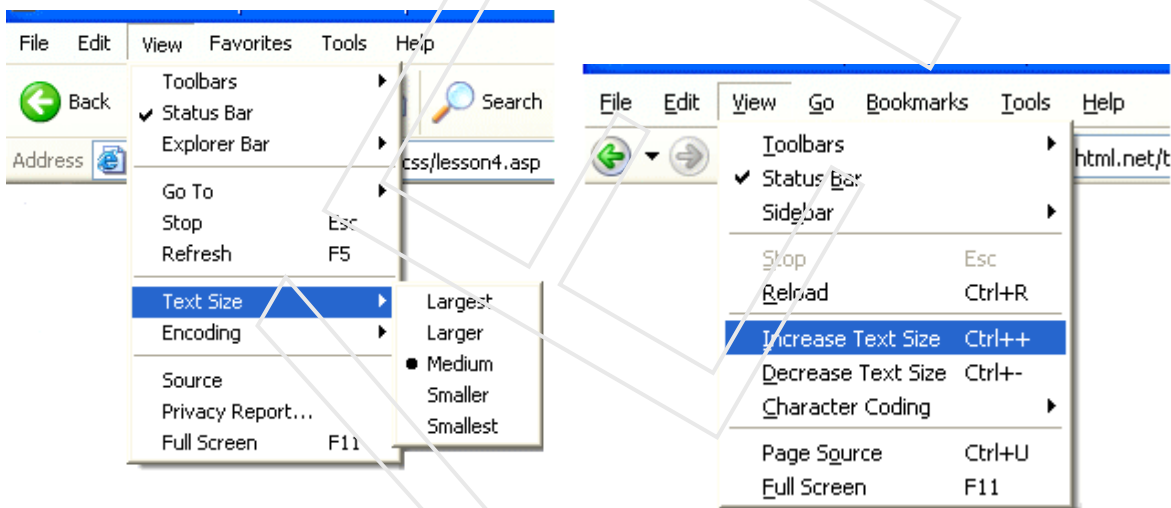 File Edit View Favorites Tools Help
Back Search
Address css/lesson4.asp
Toolbars
Status Bar
Explorer Bar
Go To
Stop Esc
Refresh F5
Text Size
Encoding
Source
Privacy Report...
Full Screen F11
Largest
Larger
Medium
Smaller
Smallest
File Edit View Go Bookmarks Tools Help
html.net/t
Toolbars
Status Bar
Sidebar
Stop Esc
Reload Ctrl+R
Increase Text Size Ctrl++
Decrease Text Size Ctrl+-
Character Coding
Page Source Ctrl+U
Full Screen F11